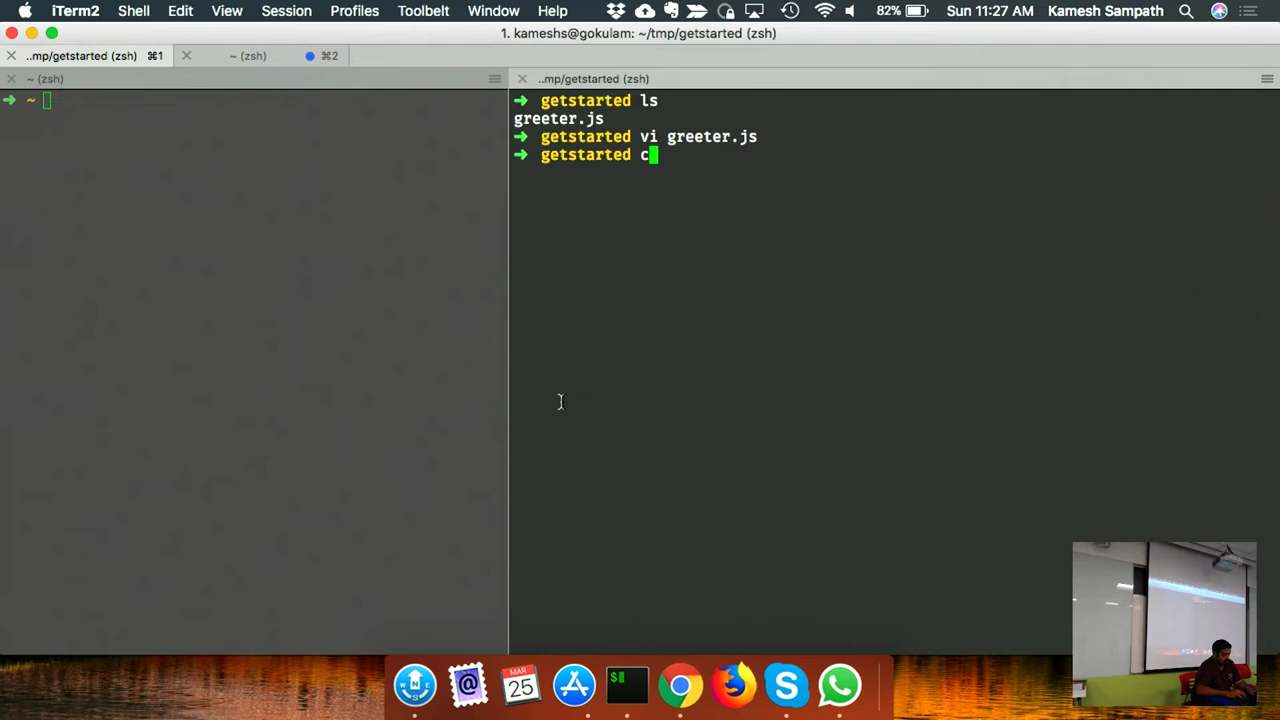 iTerm2 Shell Edit View Session Profiles Toolbelt Window Help 82% Sun 11:27 AM Kamesh Sampath
1. kameshs@gokulam: ~/tmp/getstarted (zsh)
..mp/getstarted (zsh) ⌘1 ~ (zsh) ⌘2
~ (zsh)
..mp/getstarted (zsh)
➜ ~
➜ getstarted ls
greeter.js
➜ getstarted vi greeter.js
➜ getstarted c
MAR
25